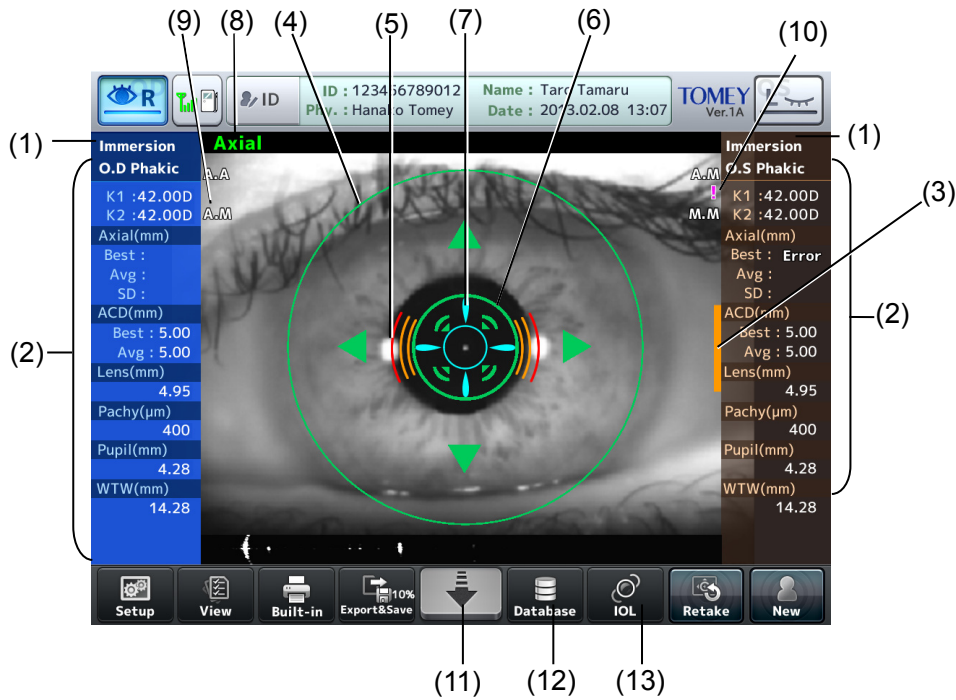 (9) (8) (4) (5) (7) (6) (10)
R
ID
ID : 123456789012 Name : Taro Tamaru
Phy. : Hanako Tomey Date : 2013.02.08 13:07
TOMEY
Ver.1A
L
(1)
Immersion
O.D Phakic
K1 :42.00D
K2 :42.00D
Axial(mm)
Best :
Avg :
SD :
ACD(mm)
Best : 5.00
Avg : 5.00
Lens(mm)
4.95
Pachy(µm)
400
Pupil(mm)
4.28
WTW(mm)
14.28
(2)
Axial
A.A
A.M
A.M
!
M.M
(1)
Immersion
O.S Phakic
K1 :42.00D
K2 :42.00D
Axial(mm)
Best : Error
Avg :
SD :
ACD(mm)
Best : 5.00
Avg : 5.00
Lens(mm)
4.95
Pachy(µm)
400
Pupil(mm)
4.28
WTW(mm)
14.28
(3)
(2)
Setup View Built-in Export&Save 10% Database IOL Retake New
(11) (12) (13)